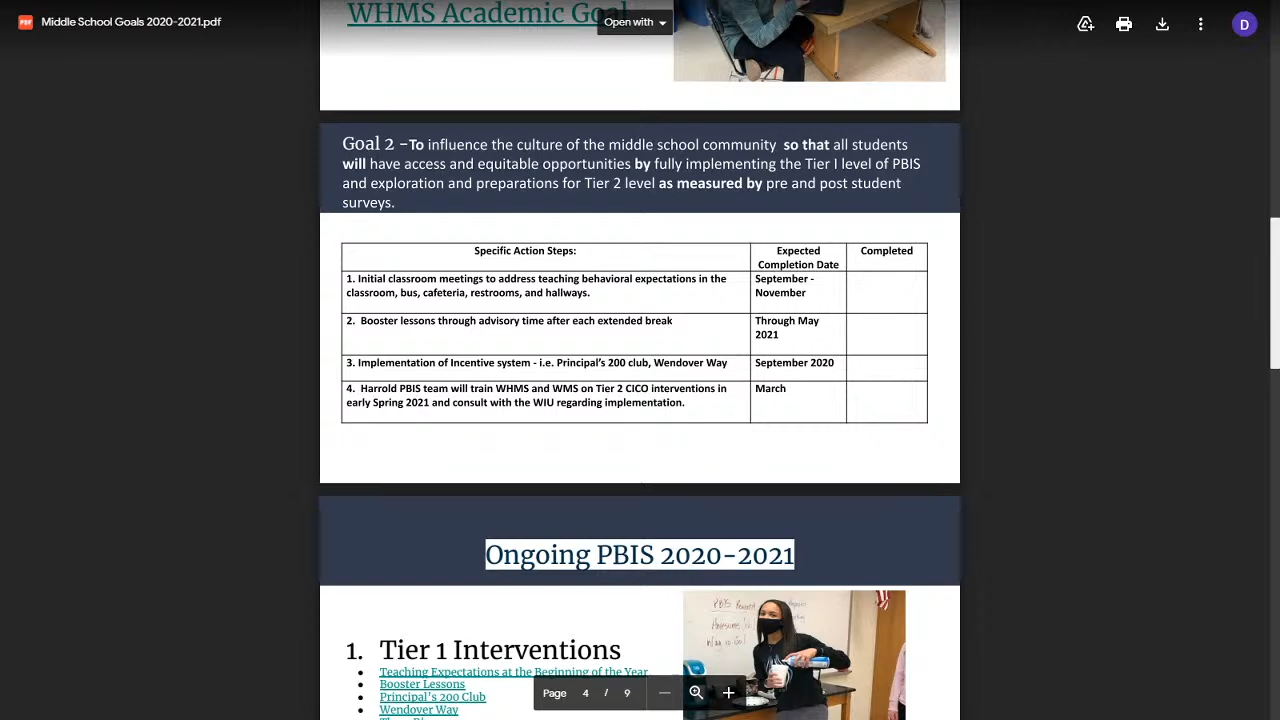 PDF
Middle School Goals 2020-2021.pdf
Open with
D
WHMS Academic Goal
Goal 2 -To influence the culture of the middle school community so that all students
will have access and equitable opportunities by fully implementing the Tier I level of PBIS
and exploration and preparations for Tier 2 level as measured by pre and post student
surveys.
Specific Action Steps:
Expected
Completion Date
Completed
1. Initial classroom meetings to address teaching behavioral expectations in the
classroom, bus, cafeteria, restrooms, and hallways.
September -
November
2. Booster lessons through advisory time after each extended break
Through May
2021
3. Implementation of Incentive system - i.e. Principal's 200 club, Wendover Way
September 2020
4. Harrold PBIS team will train WHMS and WMS on Tier 2 CICO interventions in
early Spring 2021 and consult with the WIU regarding implementation.
March
Ongoing PBIS 2020-2021
1. Tier 1 Interventions
• Teaching Expectations at the Beginning of the Year
• Booster Lessons
• Principal's 200 Club
• Wendover Way
PBIS
Page 4 / 9